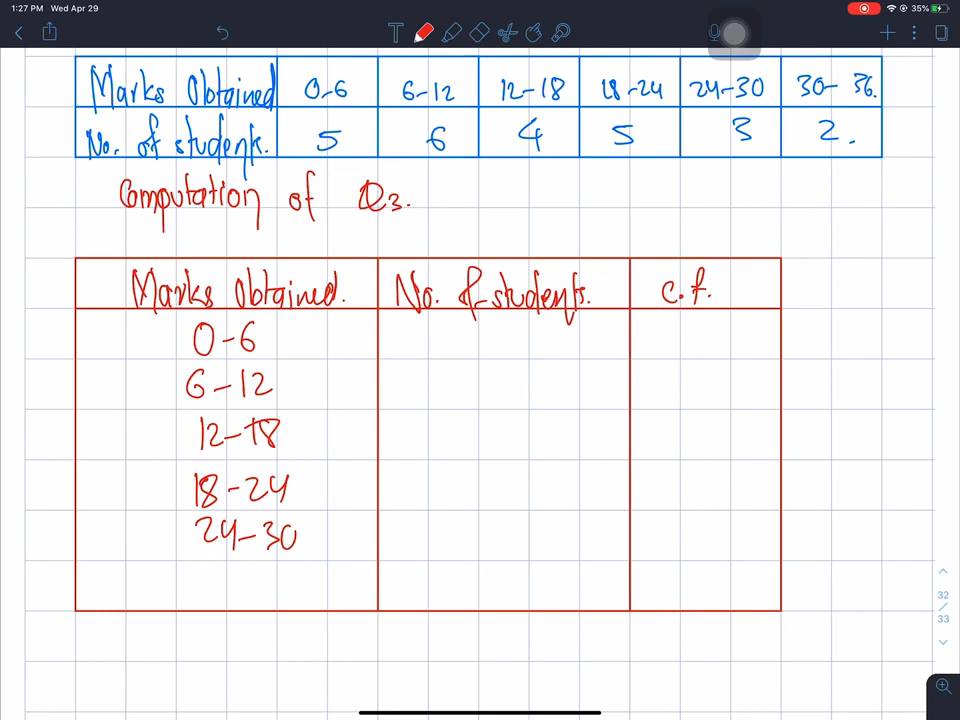 1:27 PM Wed Apr 29 35%
Marks Obtained 0-6 6-12 12-18 18-24 24-30 30-36.
No. of students. 5 6 4 5 3 2.
Computation of Q3.
Marks Obtained. No. of students. c.f.
0-6
6-12
12-18
18-24
24-30
32
/
33